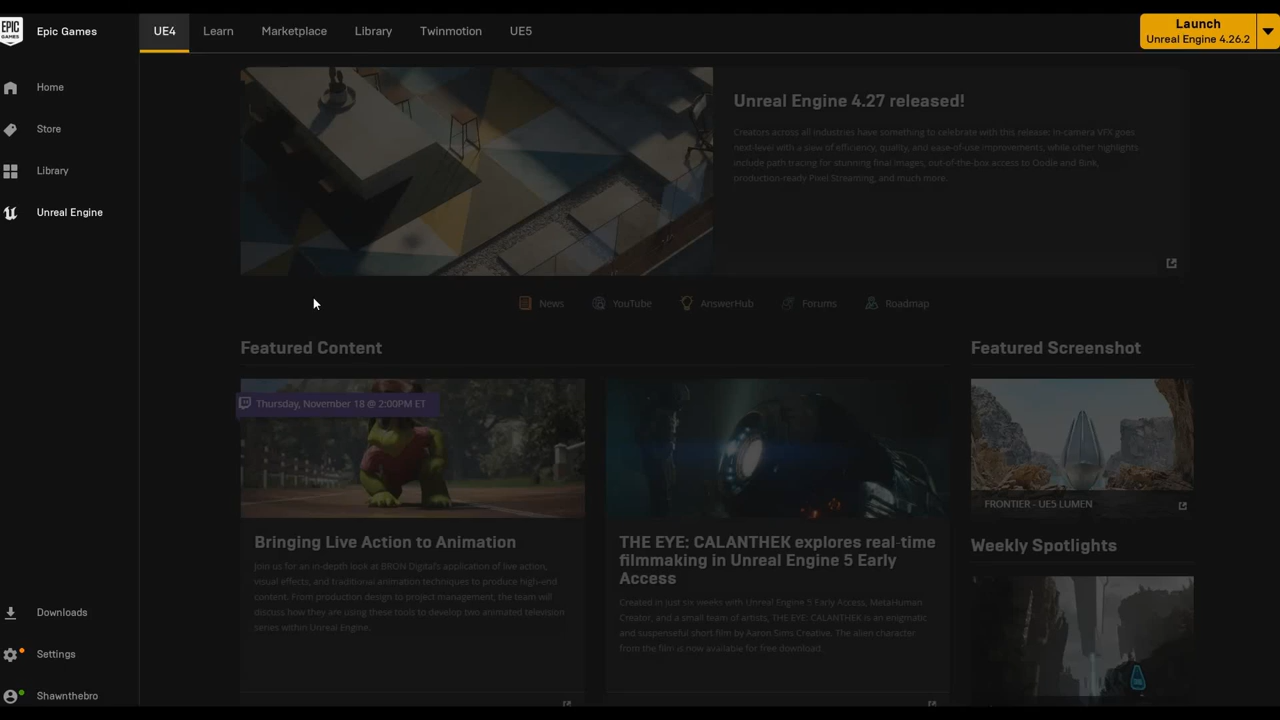 EPIC
GAMES
Epic Games
UE4
Learn
Marketplace
Library
Twinmotion
UE5
Launch
Unreal Engine 4.26.2
Home
Store
Library
Unreal Engine
Unreal Engine 4.27 released!
Creators across all industries have something to celebrate with this release: In-camera VFX goes
next-level with a slew of efficiency, quality, and ease-of-use improvements, while other highlights
include path tracing for stunning final images, out-of-the-box access to Oodle and Bink,
production-ready Pixel Streaming, and much more.
News
YouTube
AnswerHub
Forums
Roadmap
Featured Content
Thursday, November 18 @ 2:00PM ET
Bringing Live Action to Animation
Join us for an in-depth look at BRON Digital's application of live action,
visual effects, and traditional animation techniques to produce high-end
content. From production design to project management, the team will
discuss how they are using these tools to develop two animated television
series within Unreal Engine.
THE EYE: CALANTHEK explores real-time
filmmaking in Unreal Engine 5 Early
Access
Created in just six weeks with Unreal Engine 5 Early Access, MetaHuman
Creator, and a small team of artists, THE EYE: CALANTHEK is an enigmatic
and suspenseful short film by Aaron Sims Creative. The alien character
from the film is now available for free download.
Featured Screenshot
FRONTIER - UE5 LUMEN
Weekly Spotlights
Downloads
Settings
Shawnthebro